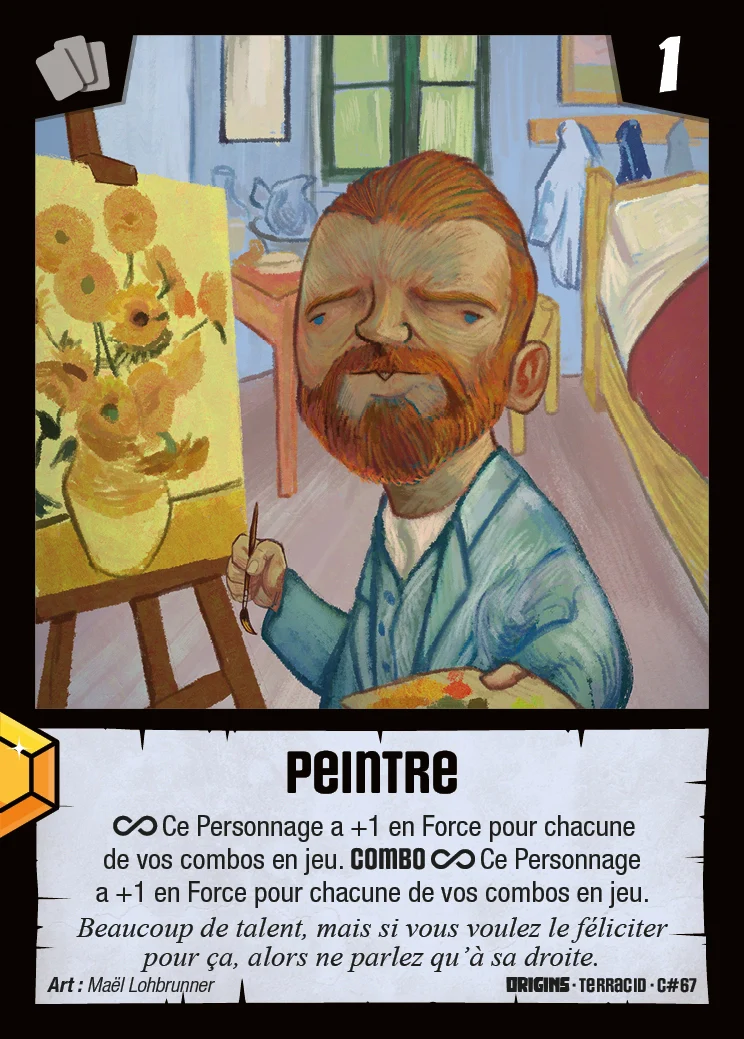 1
PEINTRE
∞ Ce Personnage a +1 en Force pour chacune
de vos combos en jeu. COMBO ∞ Ce Personnage
a +1 en Force pour chacune de vos combos en jeu.
Beaucoup de talent, mais si vous voulez le féliciter
pour ça, alors ne parlez qu'à sa droite.
Art : Maël Lohbrunner ORIGINS · TERRACID · C#67